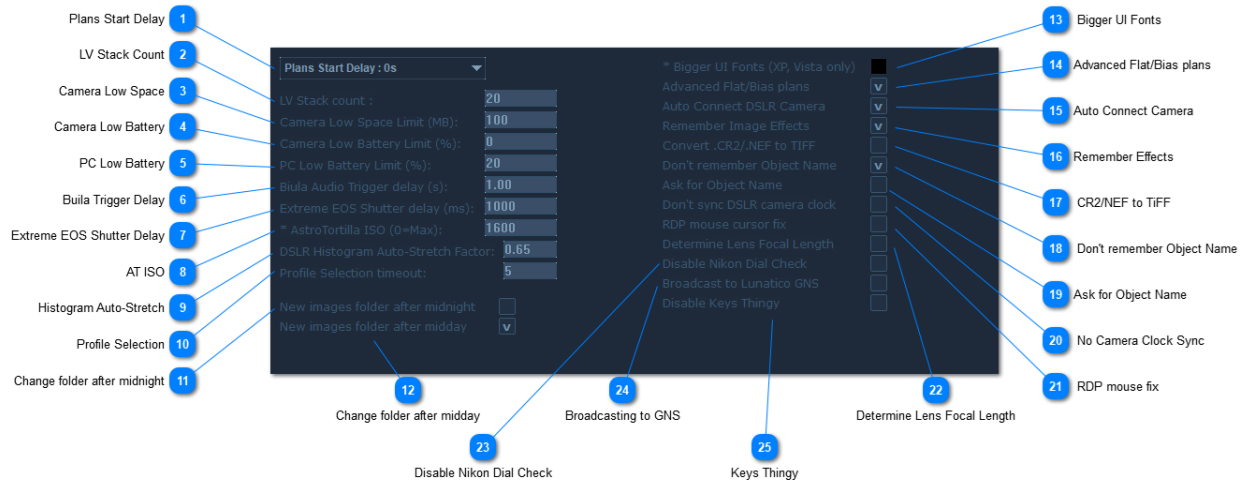 Plans Start Delay 1
LV Stack Count 2
Camera Low Space 3
Camera Low Battery 4
PC Low Battery 5
Buila Trigger Delay 6
Extreme EOS Shutter Delay 7
AT ISO 8
Histogram Auto-Stretch 9
Profile Selection 10
Change folder after midnight 11
Plans Start Delay : 0s
LV Stack count : 20
Camera Low Space Limit (MB): 100
Camera Low Battery Limit (%): 0
PC Low Battery Limit (%): 20
Biula Audio Trigger delay (s): 1.00
Extreme EOS Shutter delay (ms): 1000
* AstroTortilla ISO (0=Max): 1600
DSLR Histogram Auto-Stretch Factor: 0.65
Profile Selection timeout: 5
New images folder after midnight
New images folder after midday v
* Bigger UI Fonts (XP, Vista only)
Advanced Flat/Bias plans v
Auto Connect DSLR Camera v
Remember Image Effects v
Convert .CR2/.NEF to TIFF
Don't remember Object Name v
Ask for Object Name
Don't sync DSLR camera clock
RDP mouse cursor fix
Determine Lens Focal Length
Disable Nikon Dial Check
Broadcast to Lunatico GNS
Disable Keys Thingy
13 Bigger UI Fonts
14 Advanced Flat/Bias plans
15 Auto Connect Camera
16 Remember Effects
17 CR2/NEF to TiFF
18 Don't remember Object Name
19 Ask for Object Name
20 No Camera Clock Sync
21 RDP mouse fix
12
Change folder after midday
24
Broadcasting to GNS
22
Determine Lens Focal Length
23
Disable Nikon Dial Check
25
Keys Thingy